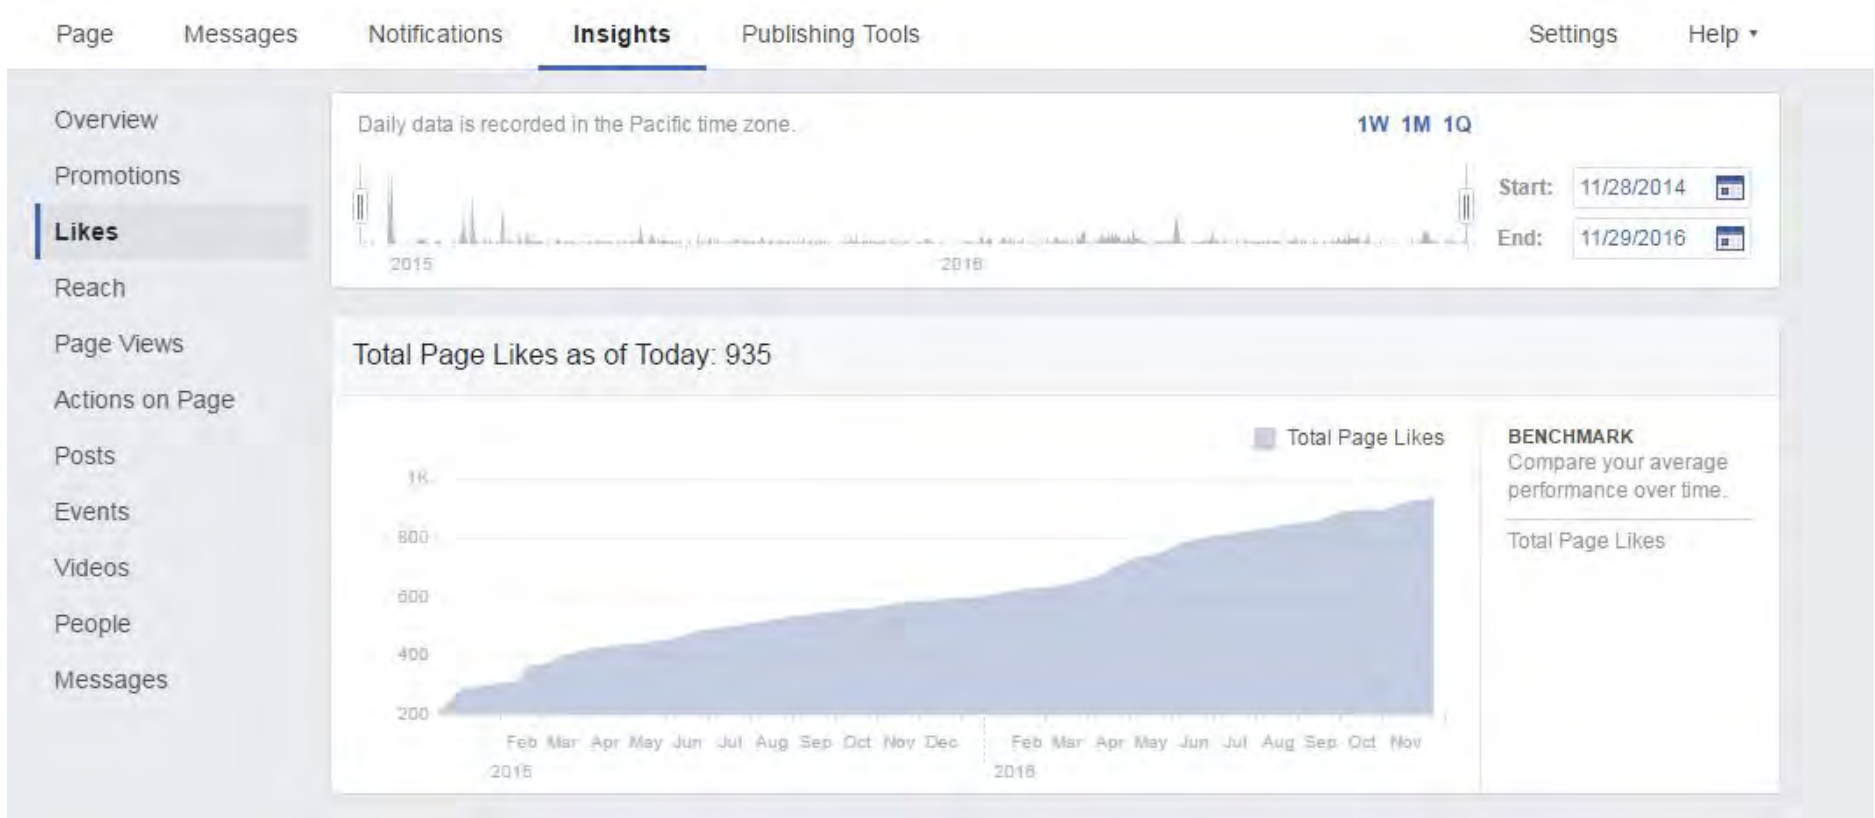 Page Messages Notifications Insights Publishing Tools Settings Help
Overview
Promotions
Likes
Reach
Page Views
Actions on Page
Posts
Events
Videos
People
Messages
Daily data is recorded in the Pacific time zone.
1W 1M 1Q
2015 2016
Start: 11/28/2014
End: 11/29/2016
Total Page Likes as of Today: 935
Total Page Likes
1K
800
600
400
200
Feb Mar Apr May Jun Jul Aug Sep Oct Nov Dec Feb Mar Apr May Jun Jul Aug Sep Oct Nov
2015 2016
BENCHMARK
Compare your average
performance over time.
Total Page Likes